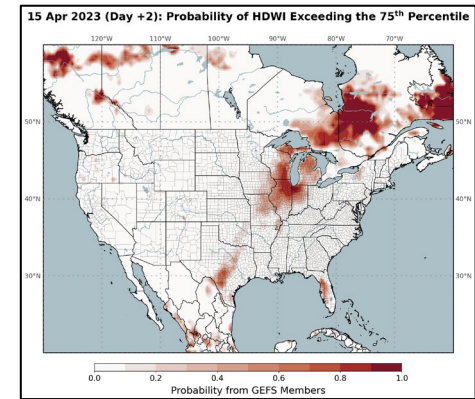 15 Apr 2023 (Day +2): Probability of HDWI Exceeding the 75th Percentile
120°W 100°W 90°W 80°W 70°W
50°N 50°N
40°N 40°N
30°N 30°N
0.0 0.2 0.4 0.6 0.8 1.0
Probability from GEFS Members